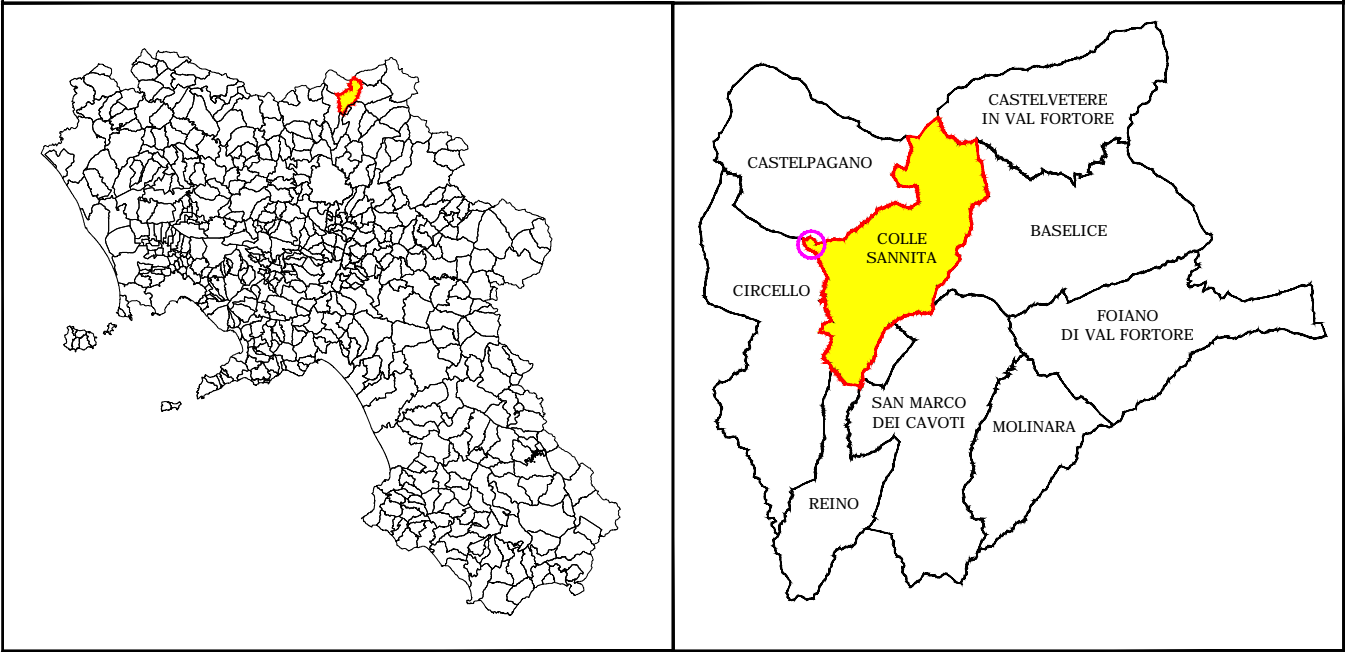 CASTELVETERE
IN VAL FORTORE
CASTELPAGANO
BASELICE
COLLE
SANNITA
CIRCELLO
FOIANO
DI VAL FORTORE
SAN MARCO
DEI CAVOTI
MOLINARA
REINO